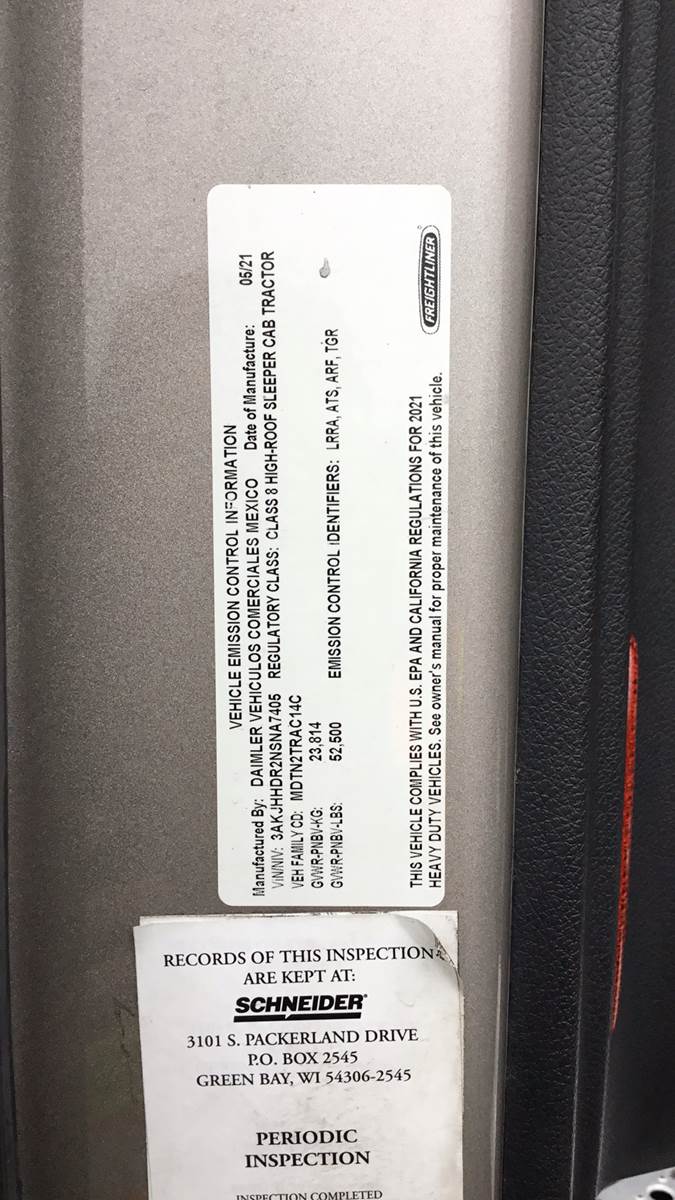 VEHICLE EMISSION CONTROL INFORMATION
Manufactured By: DAIMLER VEHICULOS COMERCIALES MEXICO Date of Manufacture: 05/21
VIN/NIV: 3AKJHHDR2NSNA7405 REGULATORY CLASS: CLASS 8 HIGH-ROOF SLEEPER CAB TRACTOR
VEH FAMILY CD: MDTN2TRAC14C
GVWR-PNBV-KG: 23,814
GVWR-PNBV-LBS: 52,500 EMISSION CONTROL IDENTIFIERS: LRRA, ATS, ARF, TGR
THIS VEHICLE COMPLIES WITH U.S. EPA AND CALIFORNIA REGULATIONS FOR 2021
HEAVY DUTY VEHICLES. See owner's manual for proper maintenance of this vehicle.
FREIGHTLINER
RECORDS OF THIS INSPECTION
ARE KEPT AT:
SCHNEIDER®
3101 S. PACKERLAND DRIVE
P.O. BOX 2545
GREEN BAY, WI 54306-2545
PERIODIC
INSPECTION
INSPECTION COMPLETED